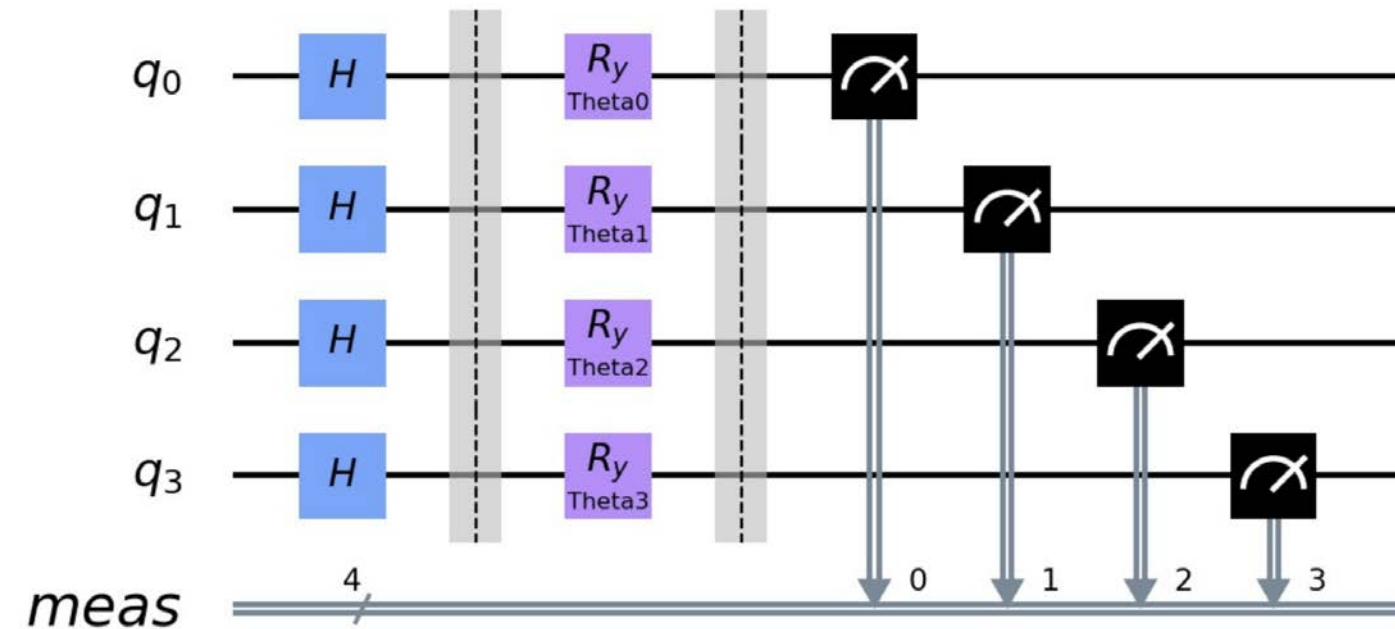 q0 H Ry
Theta0
q1 H Ry
Theta1
q2 H Ry
Theta2
q3 H Ry
Theta3
meas 4 0 1 2 3